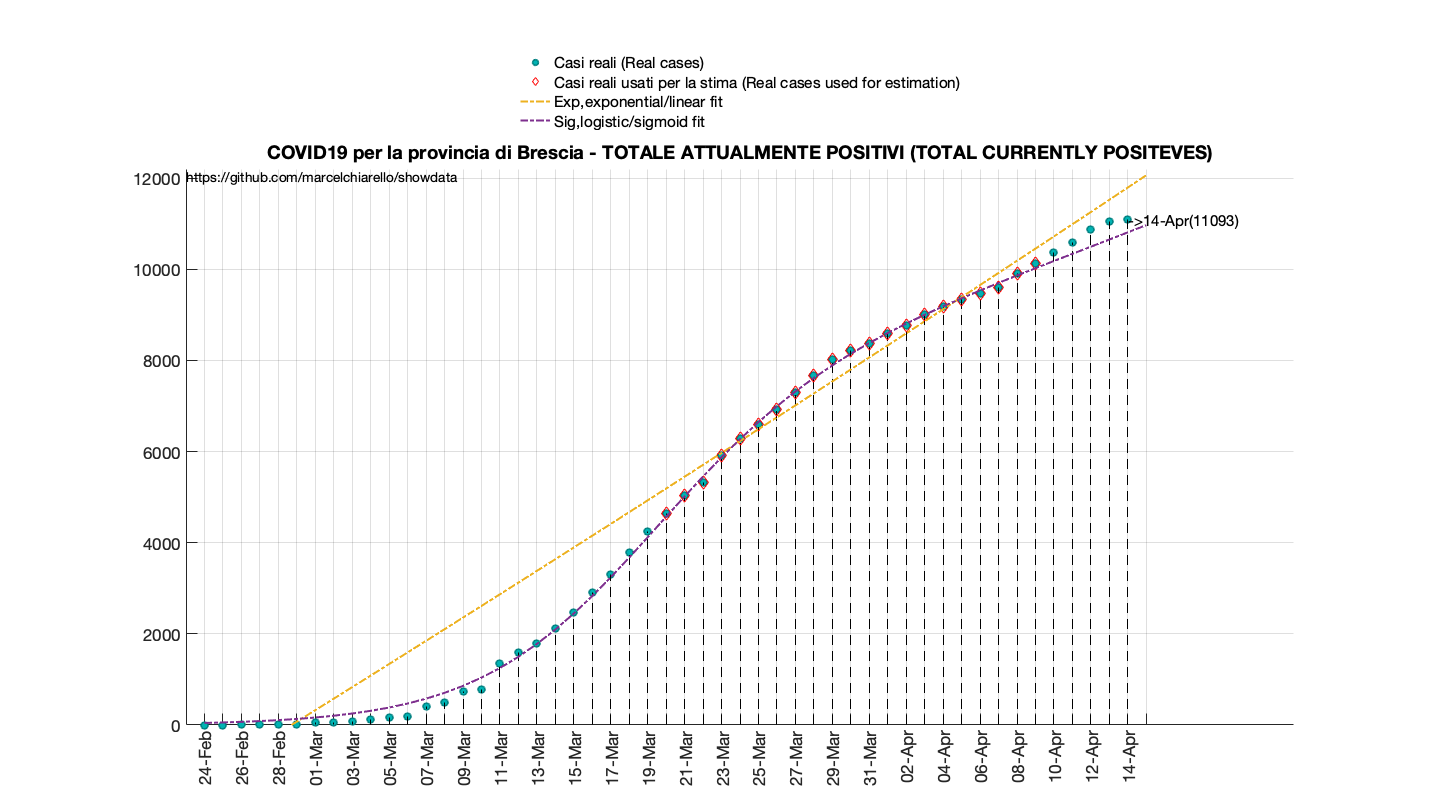 Casi reali (Real cases)
Casi reali usati per la stima (Real cases used for estimation)
Exp,exponential/linear fit
Sig,logistic/sigmoid fit
COVID19 per la provincia di Brescia - TOTALE ATTUALMENTE POSITIVI (TOTAL CURRENTLY POSITEVES)
https://github.com/marcelchiarello/showdata
12000
10000
8000
6000
4000
2000
0
->14-Apr(11093)
24-Feb
26-Feb
28-Feb
01-Mar
03-Mar
05-Mar
07-Mar
09-Mar
11-Mar
13-Mar
15-Mar
17-Mar
19-Mar
21-Mar
23-Mar
25-Mar
27-Mar
29-Mar
31-Mar
02-Apr
04-Apr
06-Apr
08-Apr
10-Apr
12-Apr
14-Apr